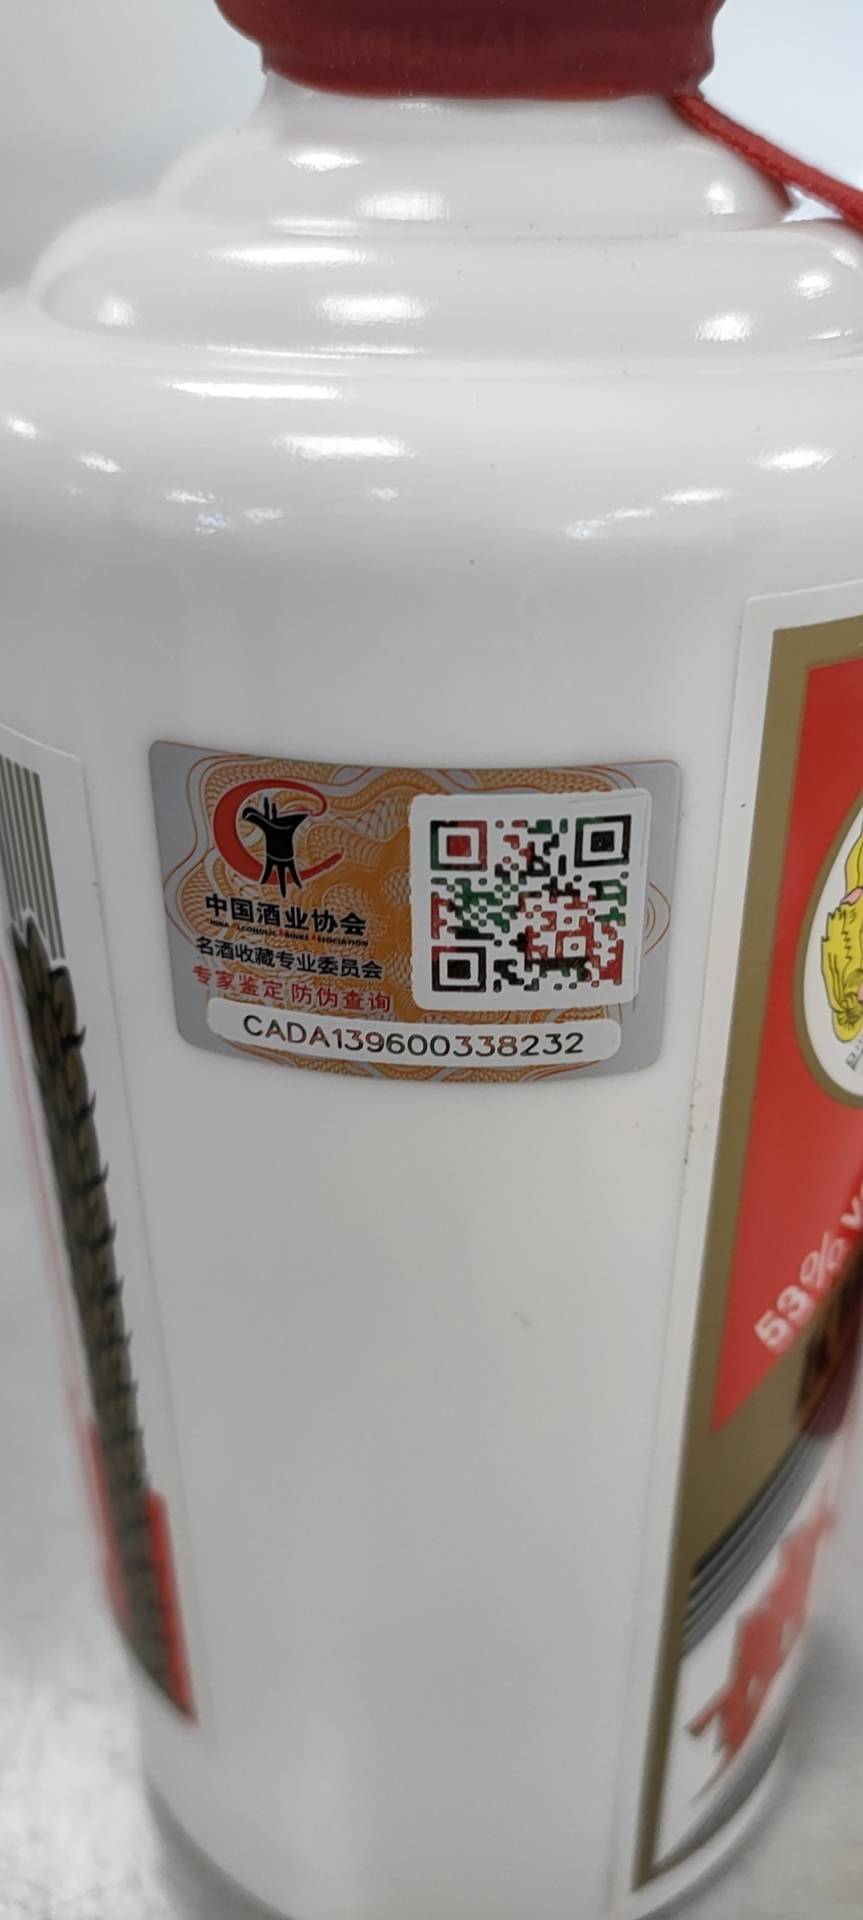 中国酒业协会
名酒收藏专业委员会
专家鉴定 防伪查询
CADA139600338232
53%